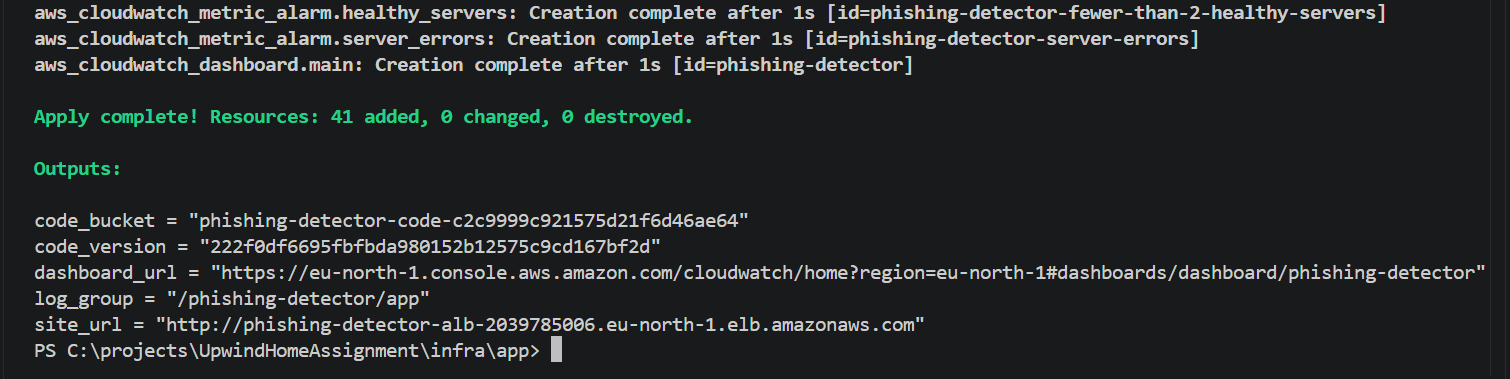 aws_cloudwatch_metric_alarm.healthy_servers: Creation complete after 1s [id=phishing-detector-fewer-than-2-healthy-servers]
aws_cloudwatch_metric_alarm.server_errors: Creation complete after 1s [id=phishing-detector-server-errors]
aws_cloudwatch_dashboard.main: Creation complete after 1s [id=phishing-detector]
Apply complete! Resources: 41 added, 0 changed, 0 destroyed.
Outputs:
code_bucket = "phishing-detector-code-c2c9999c921575d21f6d46ae64"
code_version = "222f0df6695fbfbda980152b12575c9cd167bf2d"
dashboard_url = "https://eu-north-1.console.aws.amazon.com/cloudwatch/home?region=eu-north-1#dashboards/dashboard/phishing-detector"
log_group = "/phishing-detector/app"
site_url = "http://phishing-detector-alb-2039785006.eu-north-1.elb.amazonaws.com"
PS C:\projects\UpwindHomeAssignment\infra\app>